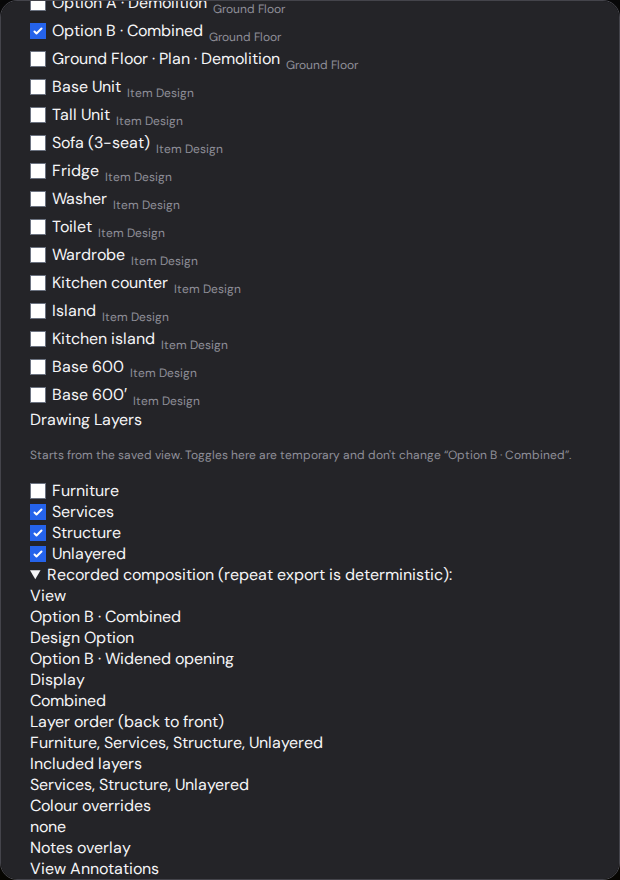 Option A · Demolition Ground Floor
Option B · Combined Ground Floor
Ground Floor · Plan · Demolition Ground Floor
Base Unit Item Design
Tall Unit Item Design
Sofa (3-seat) Item Design
Fridge Item Design
Washer Item Design
Toilet Item Design
Wardrobe Item Design
Kitchen counter Item Design
Island Item Design
Kitchen island Item Design
Base 600 Item Design
Base 600′ Item Design
Drawing Layers
Starts from the saved view. Toggles here are temporary and don't change “Option B · Combined”.
Furniture
Services
Structure
Unlayered
Recorded composition (repeat export is deterministic):
View
Option B · Combined
Design Option
Option B · Widened opening
Display
Combined
Layer order (back to front)
Furniture, Services, Structure, Unlayered
Included layers
Services, Structure, Unlayered
Colour overrides
none
Notes overlay
View Annotations